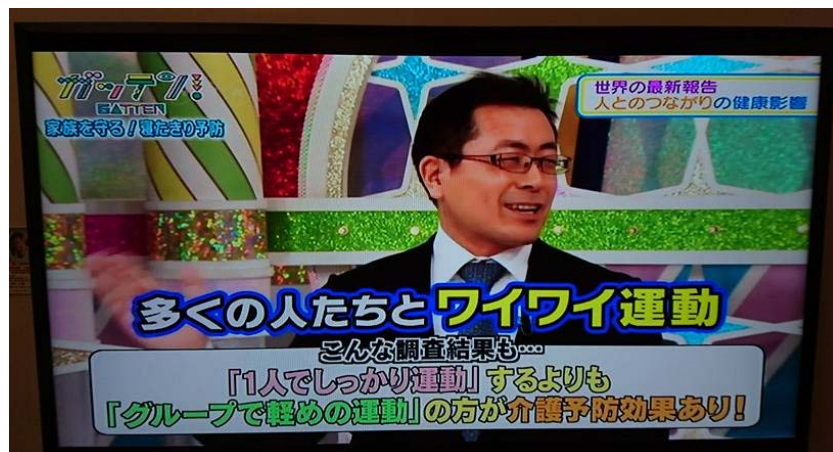 ガッテン!
GATTEN
家族を守る!寝たきり予防
世界の最新報告
人とのつながりの健康影響
多くの人たちとワイワイ運動
こんな調査結果も…
「1人でしっかり運動」するよりも
「グループで軽めの運動」の方が介護予防効果あり!